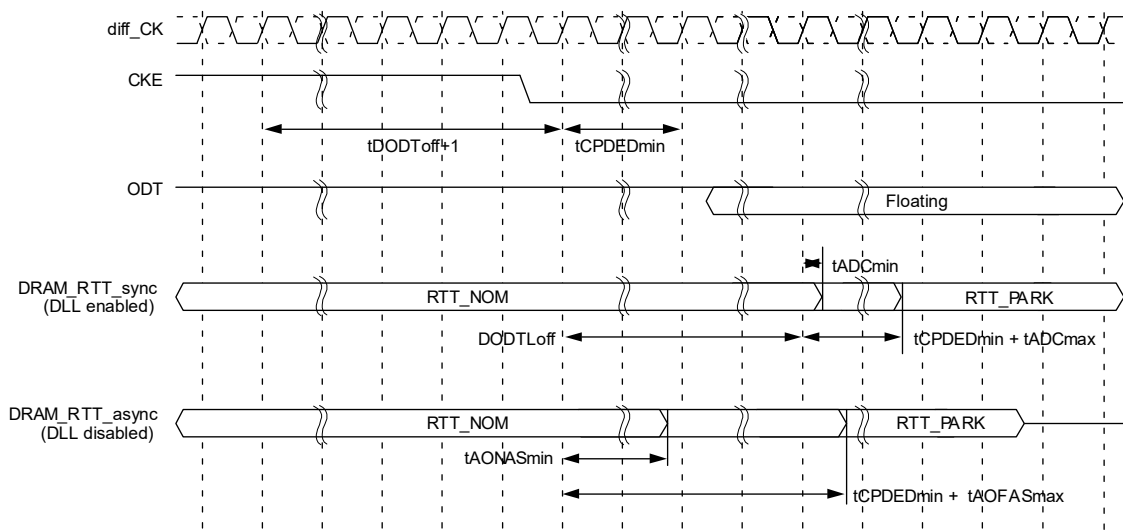 diff_CK
CKE
tDODToff+1
tCPDEDmin
ODT
Floating
tADCmin
DRAM_RTT_sync
(DLL enabled)
RTT_NOM
RTT_PARK
DODTLoff
tCPDEDmin + tADCmax
DRAM_RTT_async
(DLL disabled)
RTT_NOM
RTT_PARK
tAONASmin
tCPDEDmin + tAOFASmax